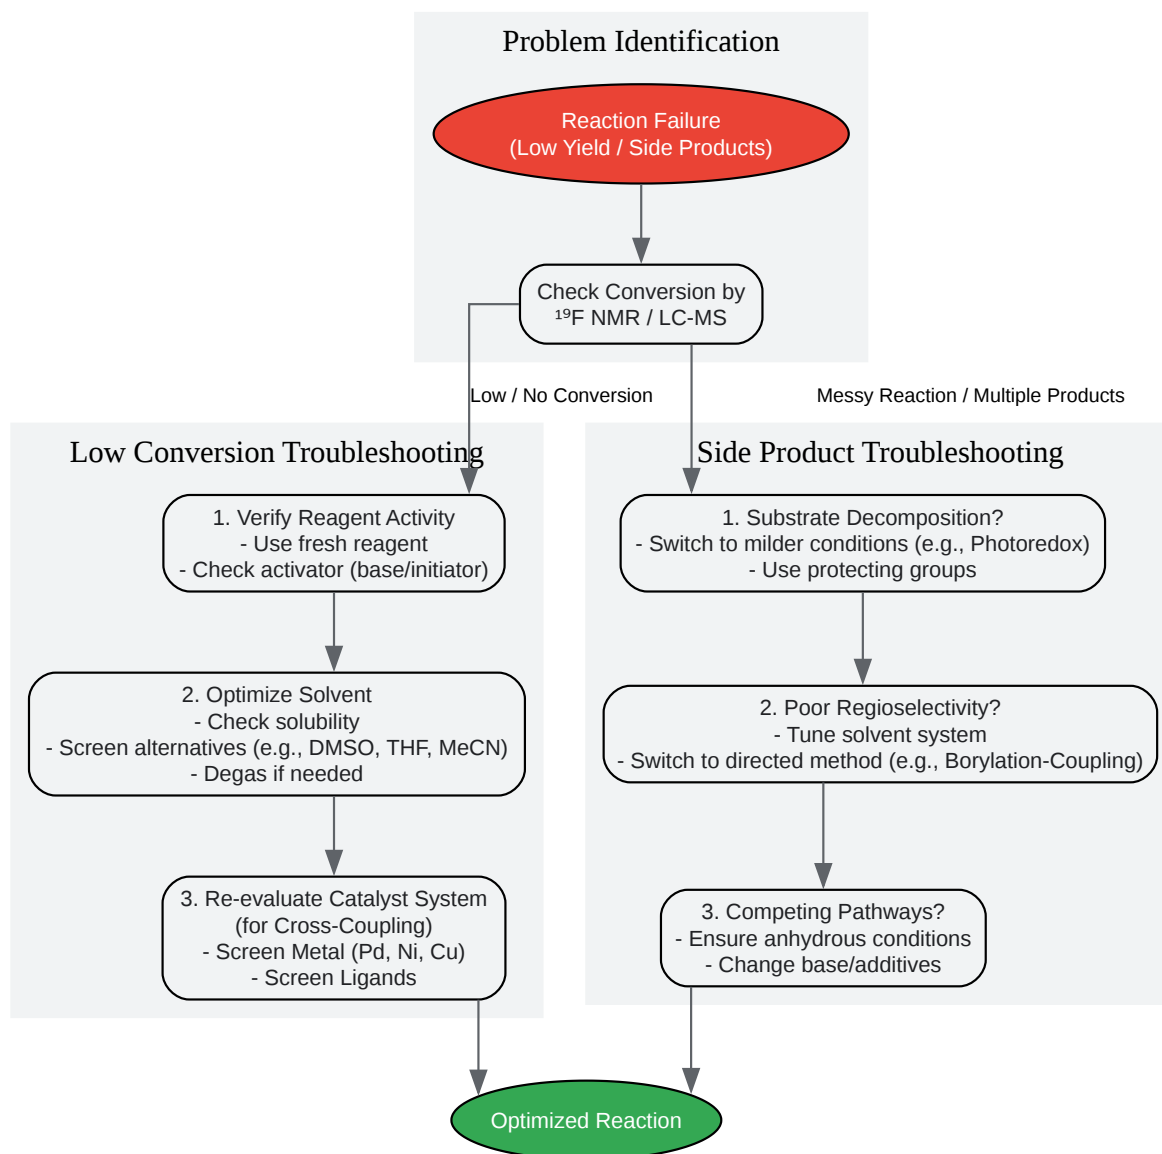 Problem Identification
Reaction Failure
(Low Yield / Side Products)
Check Conversion by
¹⁹F NMR / LC-MS
Low / No Conversion
Messy Reaction / Multiple Products
Low Conversion Troubleshooting
1. Verify Reagent Activity
- Use fresh reagent
- Check activator (base/initiator)
2. Optimize Solvent
- Check solubility
- Screen alternatives (e.g., DMSO, THF, MeCN)
- Degas if needed
3. Re-evaluate Catalyst System
(for Cross-Coupling)
- Screen Metal (Pd, Ni, Cu)
- Screen Ligands
Side Product Troubleshooting
1. Substrate Decomposition?
- Switch to milder conditions (e.g., Photoredox)
- Use protecting groups
2. Poor Regioselectivity?
- Tune solvent system
- Switch to directed method (e.g., Borylation-Coupling)
3. Competing Pathways?
- Ensure anhydrous conditions
- Change base/additives
Optimized Reaction